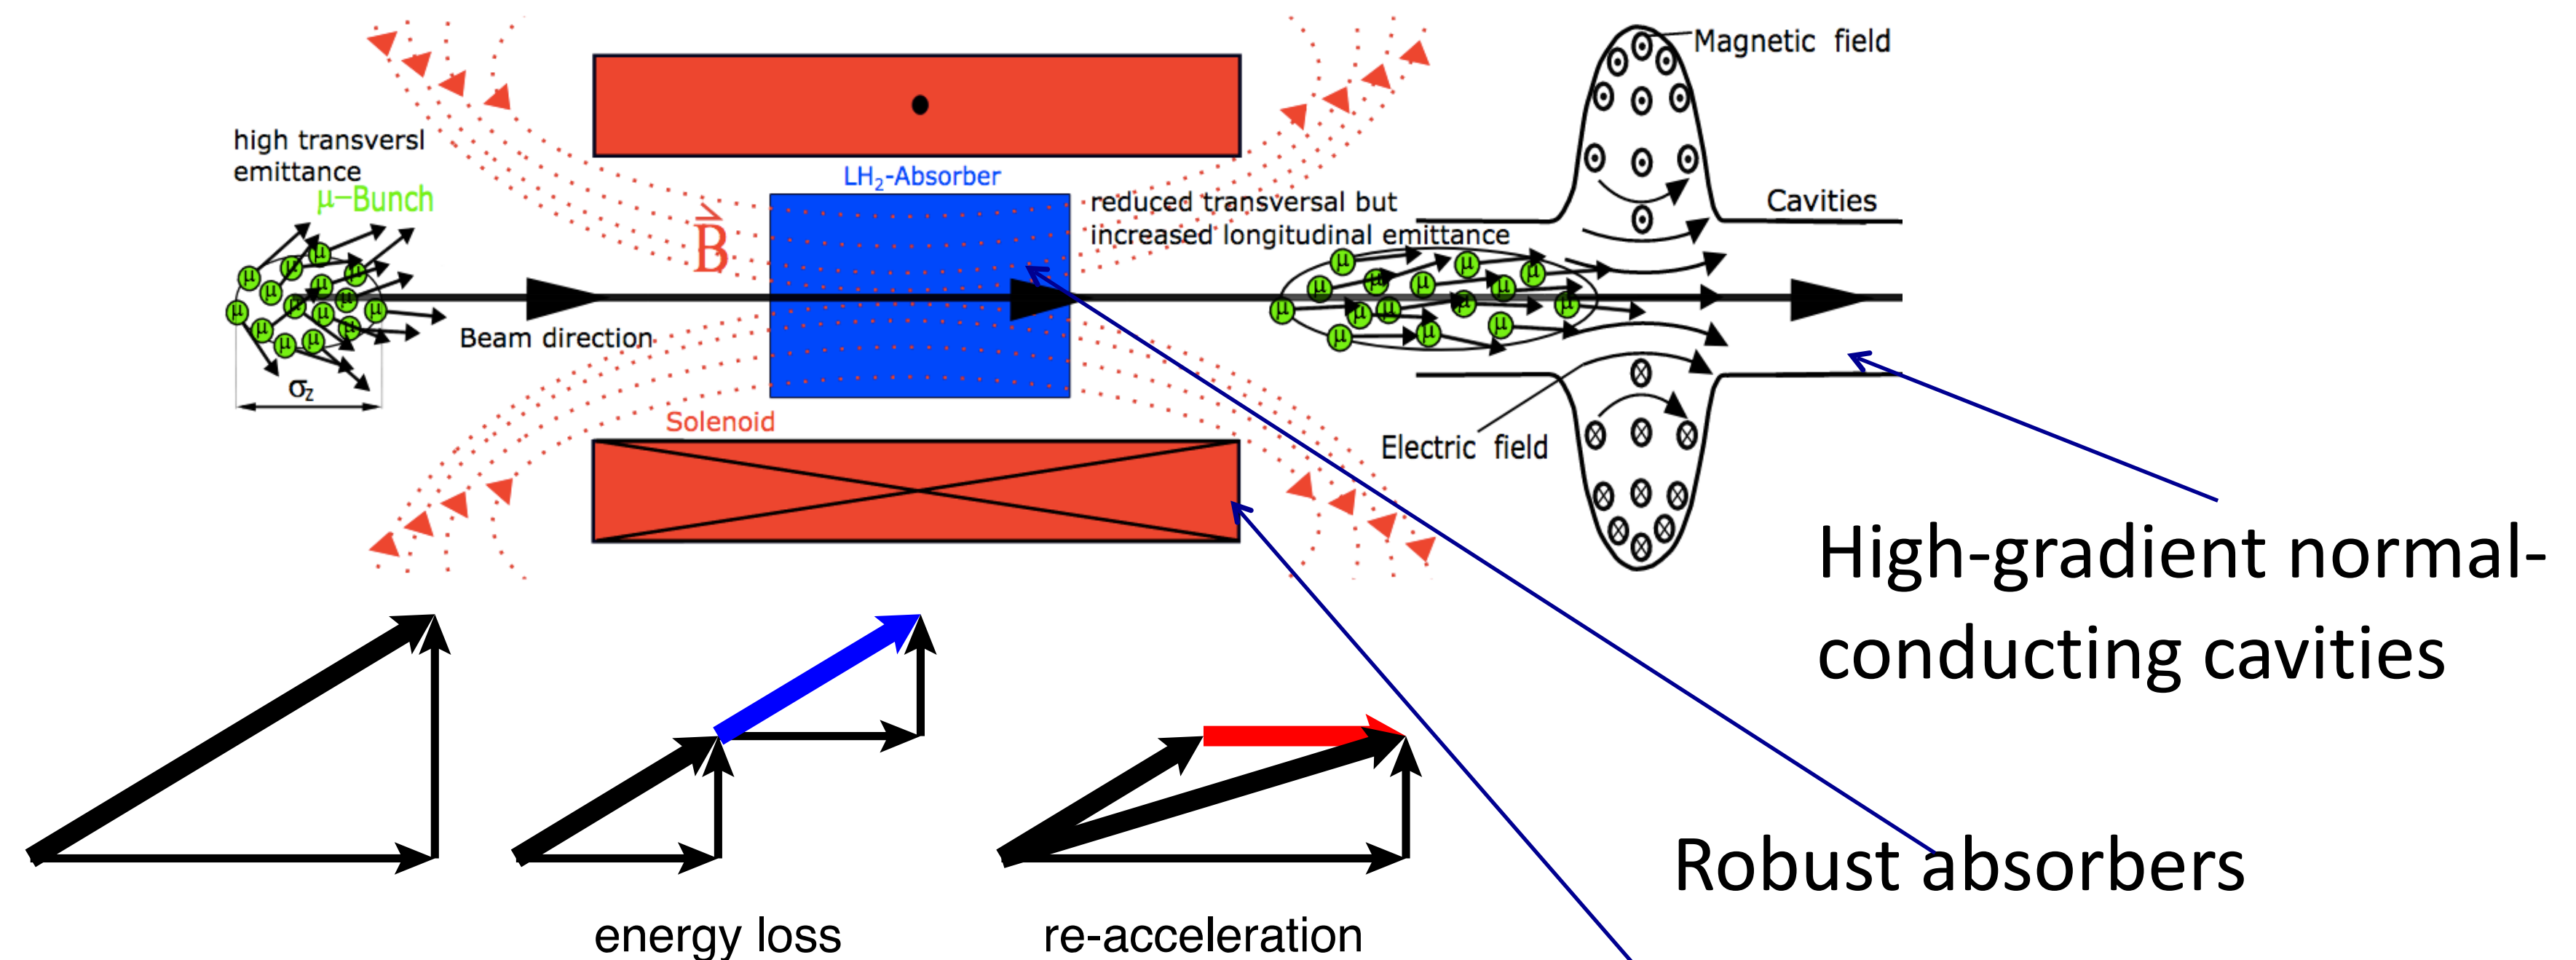 Magnetic field
high transversl
emittance
μ−Bunch
LH₂-Absorber
reduced transversal but
increased longitudinal emittance
Cavities
B
μ μ μ μ μ μ μ μ μ μ μ μ μ μ μ μ
μ μ μ μ μ μ μ μ μ μ μ μ μ μ μ
Beam direction
σz
Solenoid
Electric field
High-gradient normal-
conducting cavities
Robust absorbers
energy loss
re-acceleration